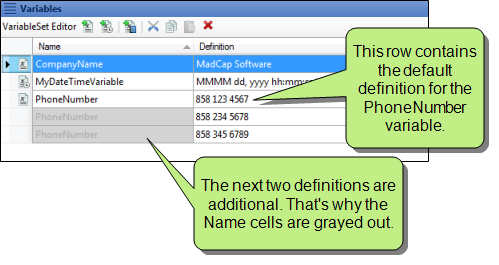 Variables
VariableSet Editor
Name Definition
CompanyName MadCap Software
MyDateTimeVariable MMMM dd, yyyy hh:mm:
PhoneNumber 858 123 4567
PhoneNumber 858 234 5678
PhoneNumber 858 345 6789
This row contains
the default
definition for the
PhoneNumber
variable.
The next two definitions are
additional. That's why the
Name cells are grayed out.